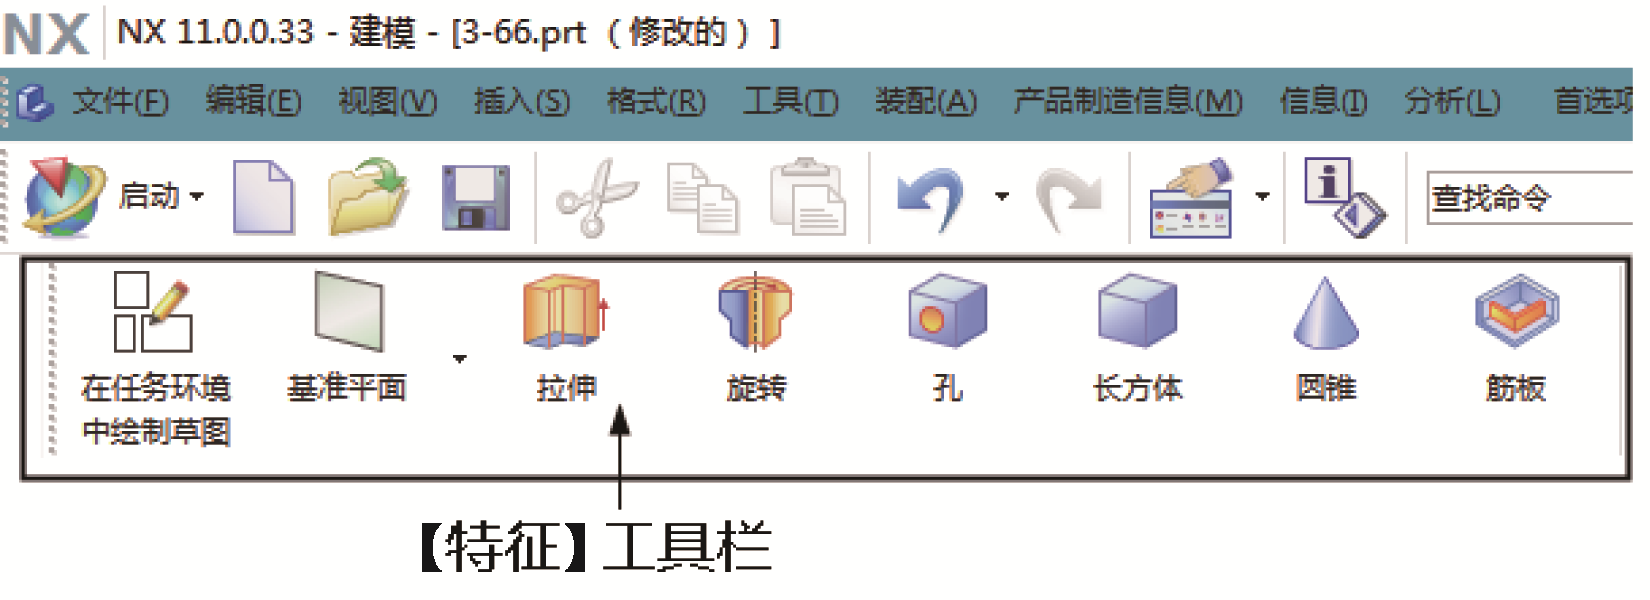 NX NX 11.0.0.33 - 建模 - [3-66.prt （修改的） ]
文件(F) 编辑(E) 视图(V) 插入(S) 格式(R) 工具(T) 装配(A) 产品制造信息(M) 信息(I) 分析(L) 首选项
启动 查找命令
在任务环境 基准平面 拉伸 旋转 孔 长方体 圆锥 筋板
中绘制草图
【特征】工具栏